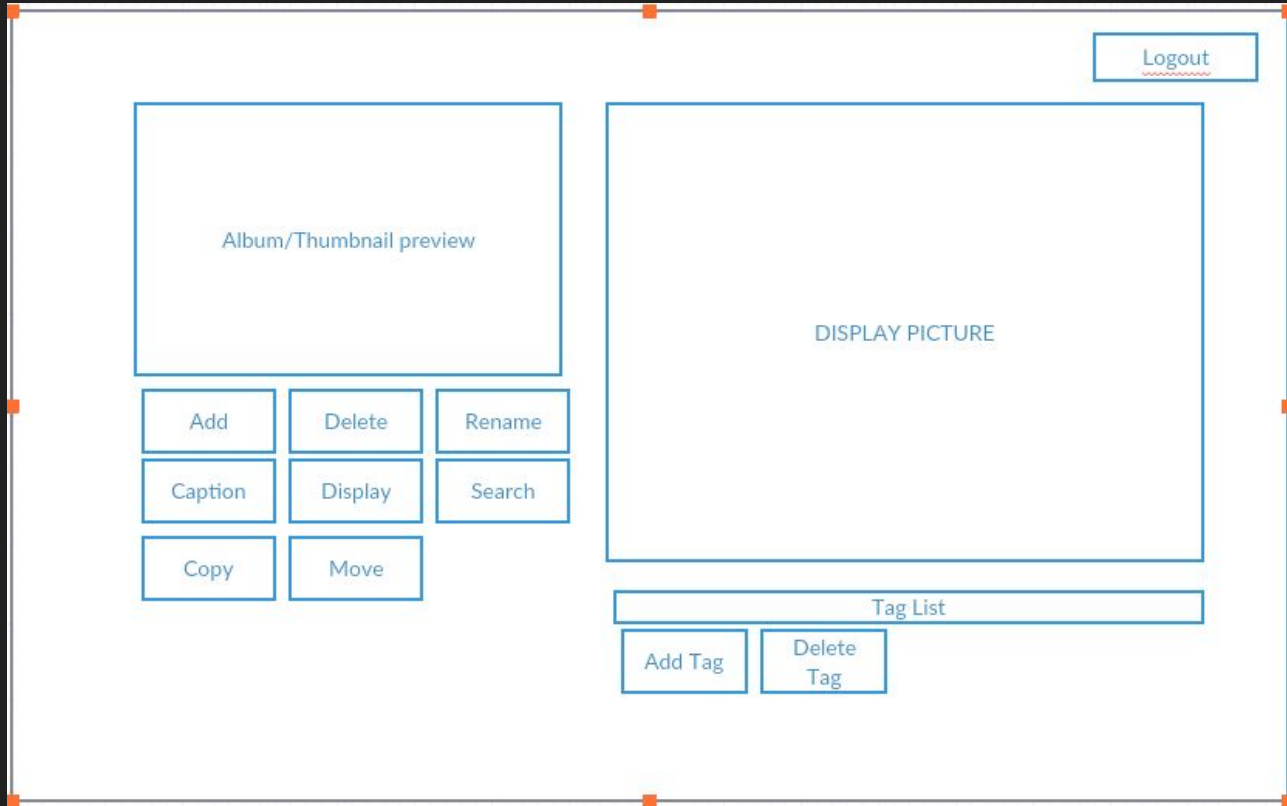 Logout
Album/Thumbnail preview
DISPLAY PICTURE
Add
Delete
Rename
Caption
Display
Search
Copy
Move
Tag List
Add Tag
Delete
Tag